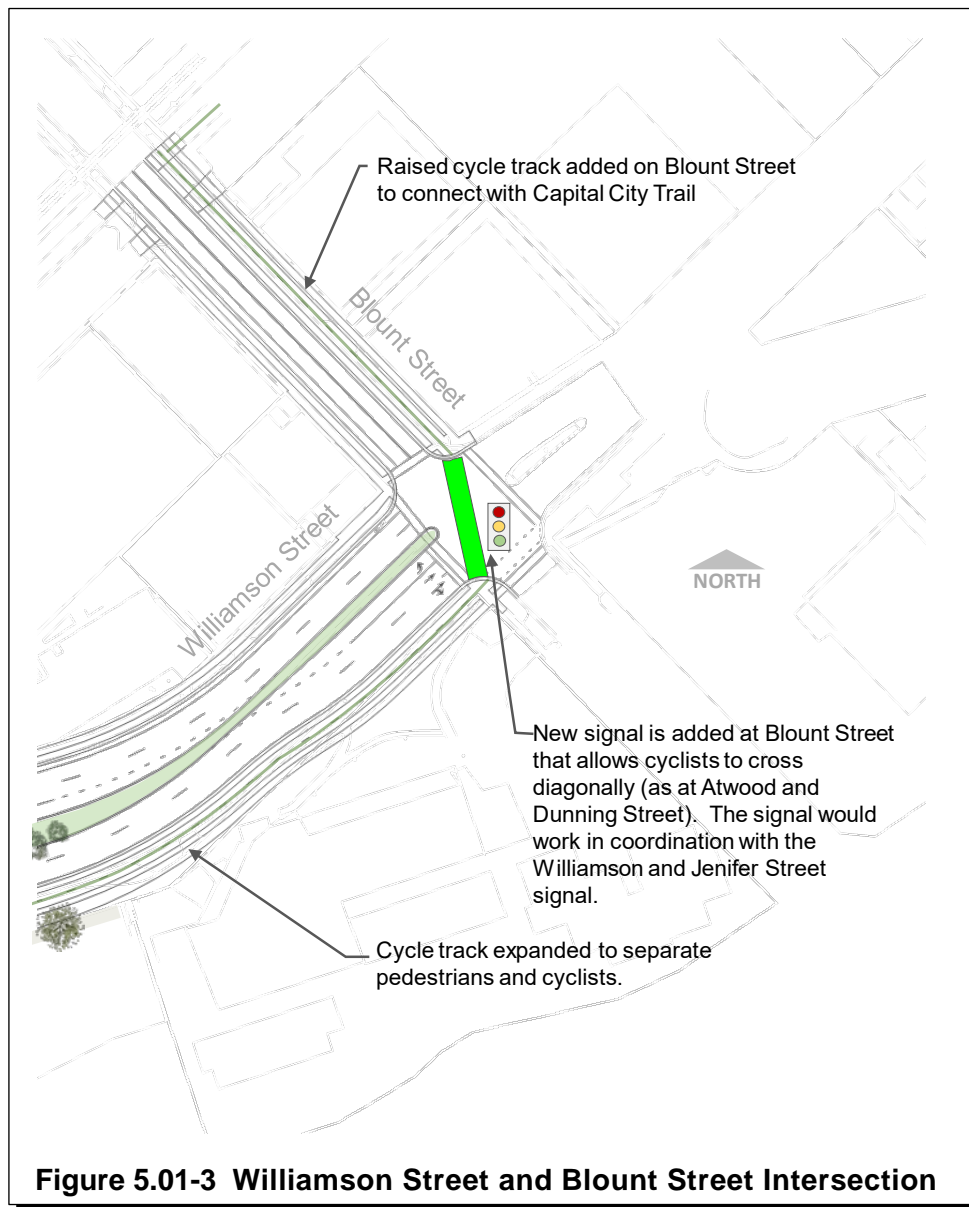 Raised cycle track added on Blount Street
to connect with Capital City Trail
Blount Street
Williamson Street
NORTH
New signal is added at Blount Street
that allows cyclists to cross
diagonally (as at Atwood and
Dunning Street). The signal would
work in coordination with the
Williamson and Jenifer Street
signal.
Cycle track expanded to separate
pedestrians and cyclists.
Figure 5.01-3 Williamson Street and Blount Street Intersection